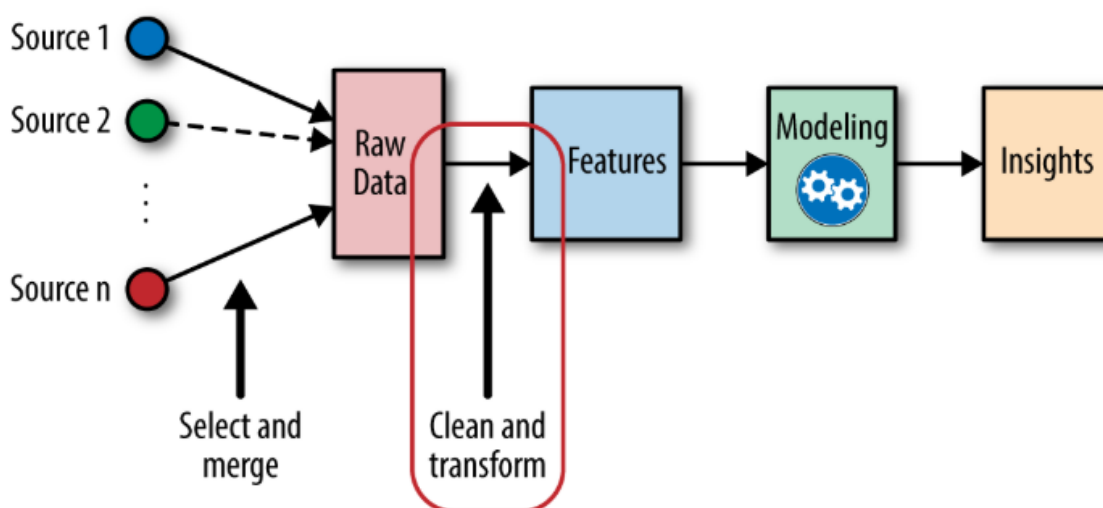 Source 1
Source 2
Source n
Raw
Data
Features
Modeling
Insights
Select and
merge
Clean and
transform